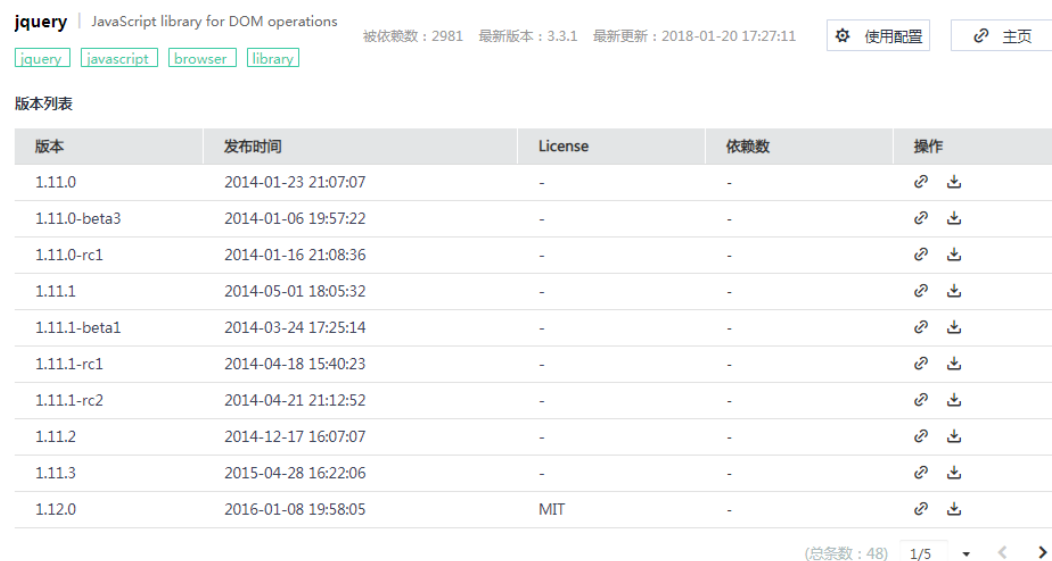 jquery | JavaScript library for DOM operations
被依赖数：2981 最新版本：3.3.1 最新更新：2018-01-20 17:27:11 使用配置 主页
jquery javascript browser library
版本列表
版本 发布时间 License 依赖数 操作
1.11.0 2014-01-23 21:07:07 - -
1.11.0-beta3 2014-01-06 19:57:22 - -
1.11.0-rc1 2014-01-16 21:08:36 - -
1.11.1 2014-05-01 18:05:32 - -
1.11.1-beta1 2014-03-24 17:25:14 - -
1.11.1-rc1 2014-04-18 15:40:23 - -
1.11.1-rc2 2014-04-21 21:12:52 - -
1.11.2 2014-12-17 16:07:07 - -
1.11.3 2015-04-28 16:22:06 - -
1.12.0 2016-01-08 19:58:05 MIT -
(总条数：48) 1/5